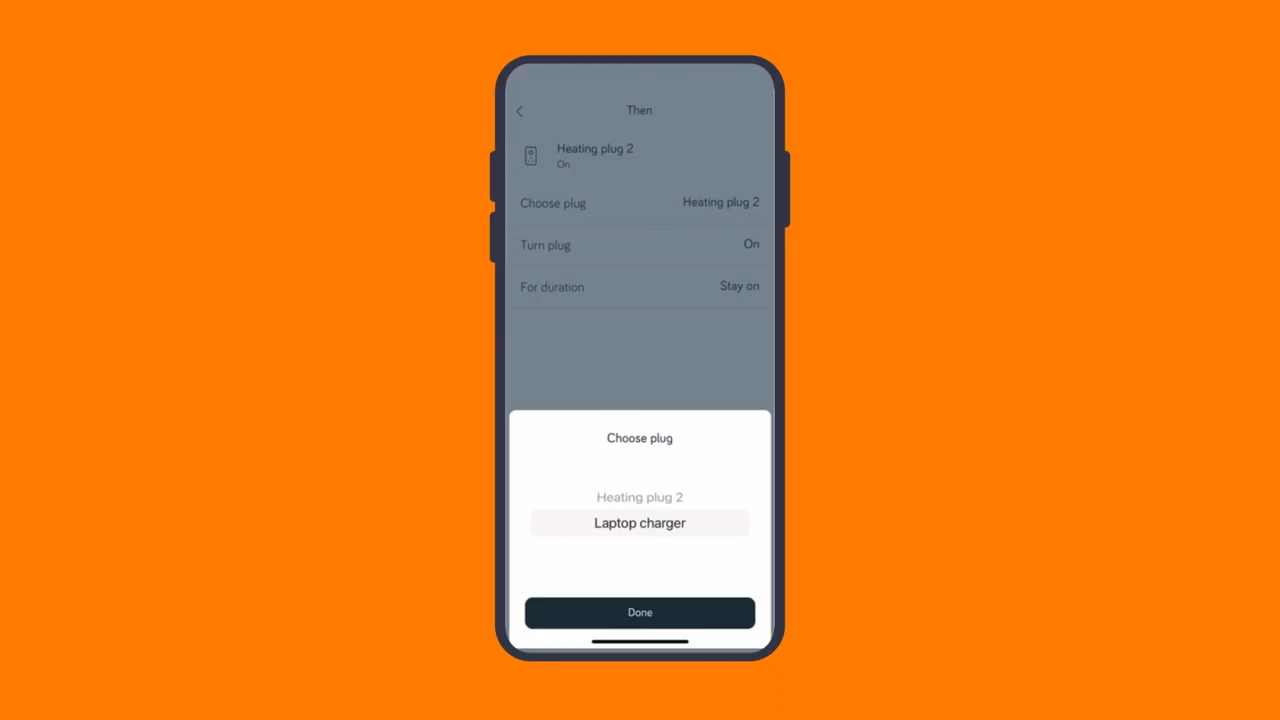 Then
Heating plug 2
On
Choose plug Heating plug 2
Turn plug On
For duration Stay on
Choose plug
Heating plug 2
Laptop charger
Done